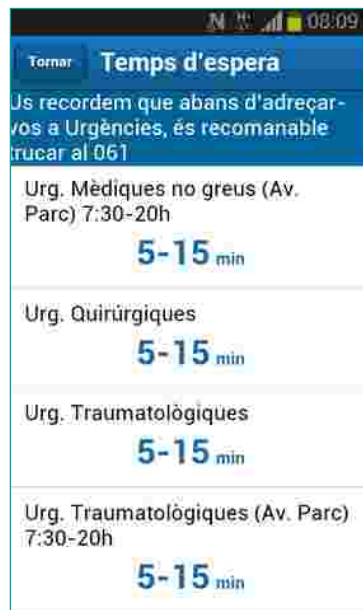 08:09
Tornar Temps d'espera
Us recordem que abans d'adreçar-
vos a Urgències, és recomanable
trucar al 061
Urg. Mèdiques no greus (Av.
Parc) 7:30-20h
5-15 min
Urg. Quirúrgiques
5-15 min
Urg. Traumatològiques
5-15 min
Urg. Traumatològiques (Av. Parc)
7:30-20h
5-15 min